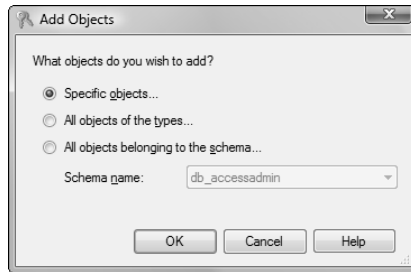 Add Objects
What objects do you wish to add?
Specific objects...
All objects of the types...
All objects belonging to the schema...
Schema name: db_accessadmin
OK Cancel Help